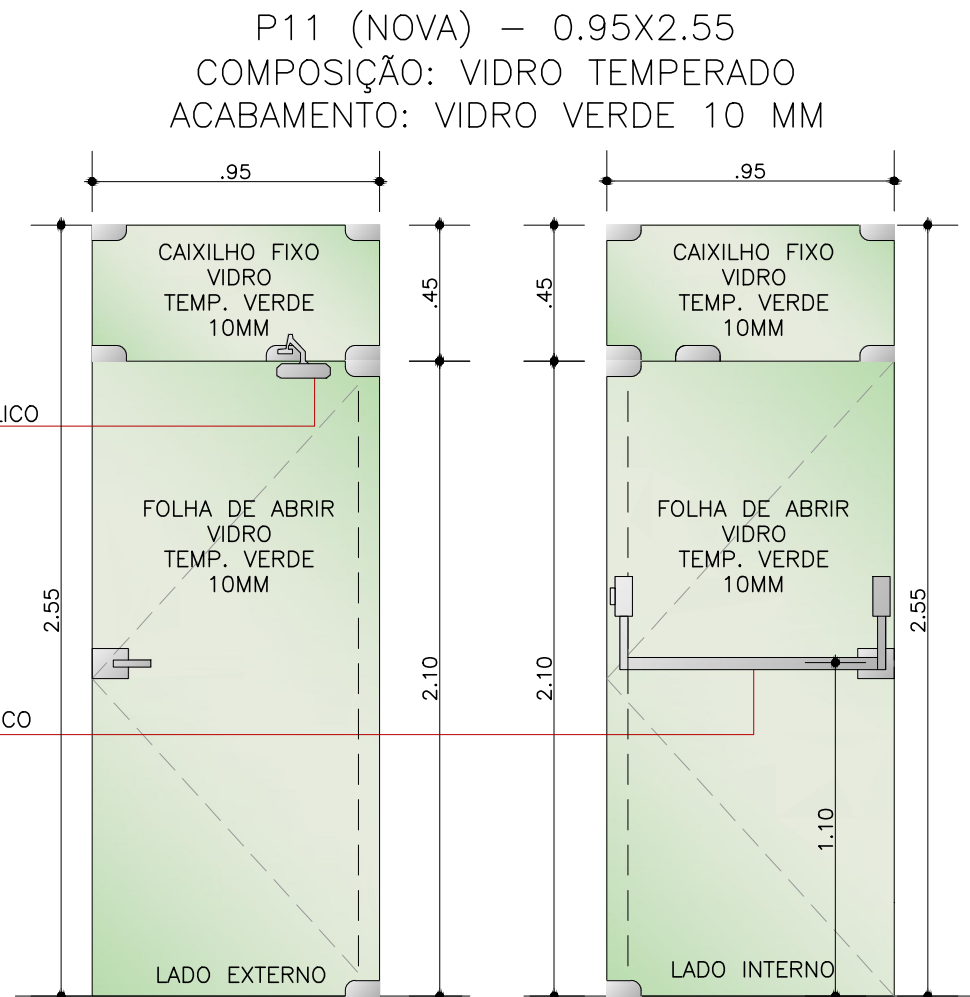 P11 (NOVA) – 0.95X2.55
COMPOSIÇÃO: VIDRO TEMPERADO
ACABAMENTO: VIDRO VERDE 10 MM
.95
.95
CAIXILHO FIXO
VIDRO
TEMP. VERDE
10MM
.45
.45
CAIXILHO FIXO
VIDRO
TEMP. VERDE
10MM
FOLHA DE ABRIR
VIDRO
TEMP. VERDE
10MM
FOLHA DE ABRIR
VIDRO
TEMP. VERDE
10MM
2.55
2.10
2.10
2.55
CO
1.10
LADO EXTERNO
LADO INTERNO